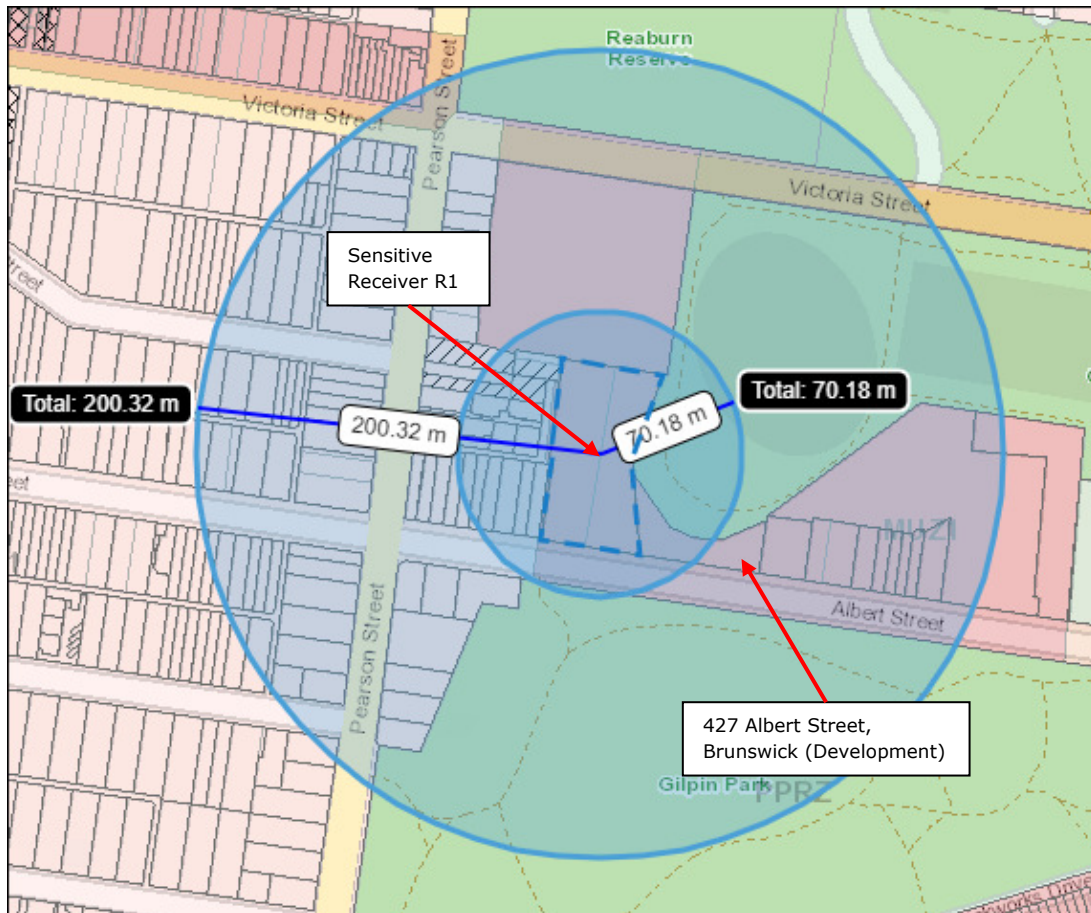 Reaburn
Reserve
Victoria Street
Pearson Street
Victoria Street
Sensitive
Receiver R1
Street
Total: 200.32 m
200.32 m
70.18 m
Total: 70.18 m
MUZ1
Albert Street
Pearson Street
427 Albert Street,
Brunswick (Development)
Gilpin Park
PPRZ